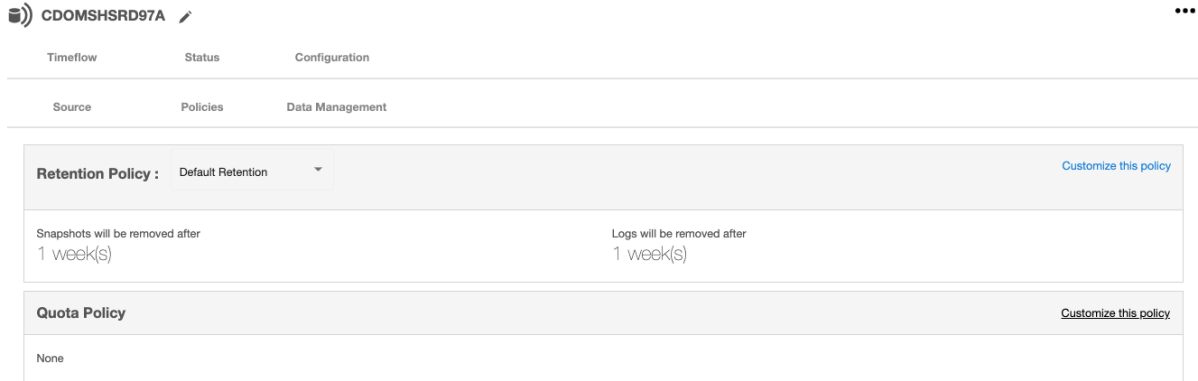 CDOMSHSRD97A
Timeflow Status Configuration
Source Policies Data Management
Retention Policy : Default Retention Customize this policy
Snapshots will be removed after Logs will be removed after
1 week(s) 1 week(s)
Quota Policy Customize this policy
None